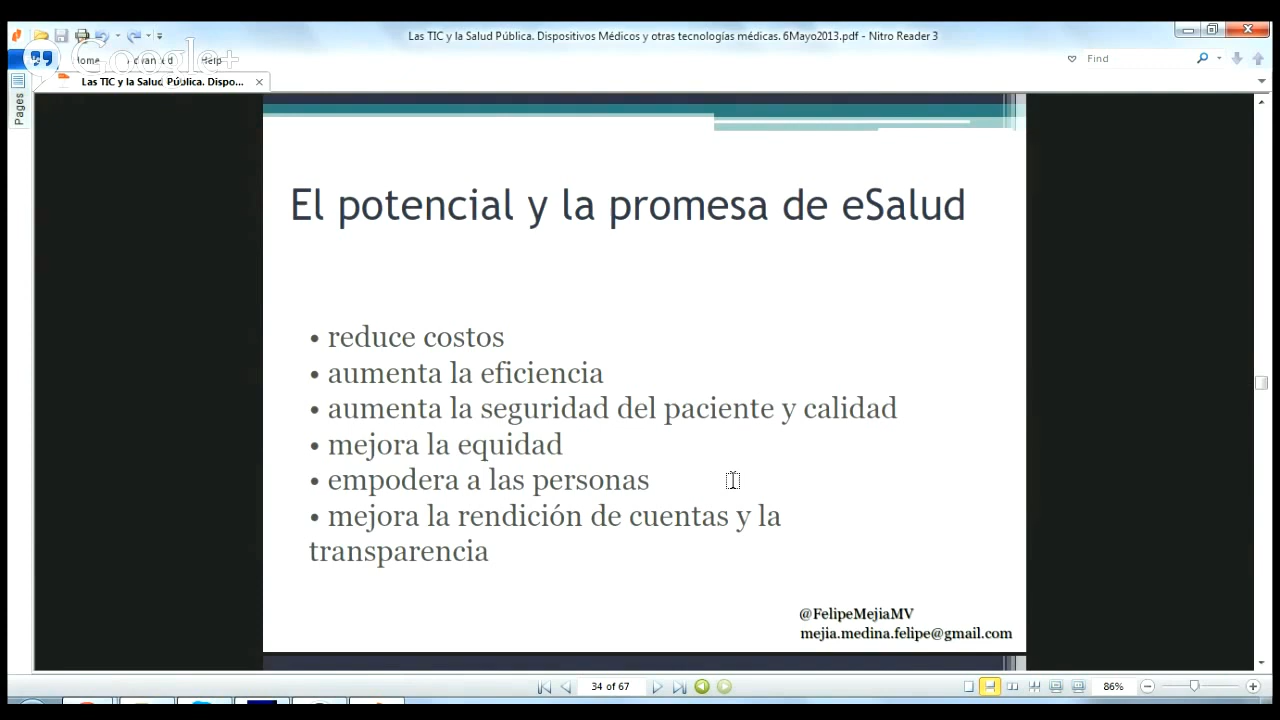 Las TIC y la Salud Pública. Dispositivos Médicos y otras tecnologías médicas. 6Mayo2013.pdf - Nitro Reader 3
Google+
Home Advanced Help
Find
Las TIC y la Salud Pública. Dispo...
Pages
El potencial y la promesa de eSalud
• reduce costos
• aumenta la eficiencia
• aumenta la seguridad del paciente y calidad
• mejora la equidad
• empodera a las personas
• mejora la rendición de cuentas y la
transparencia
@FelipeMejiaMV
mejia.medina.felipe@gmail.com
34 of 67
86%